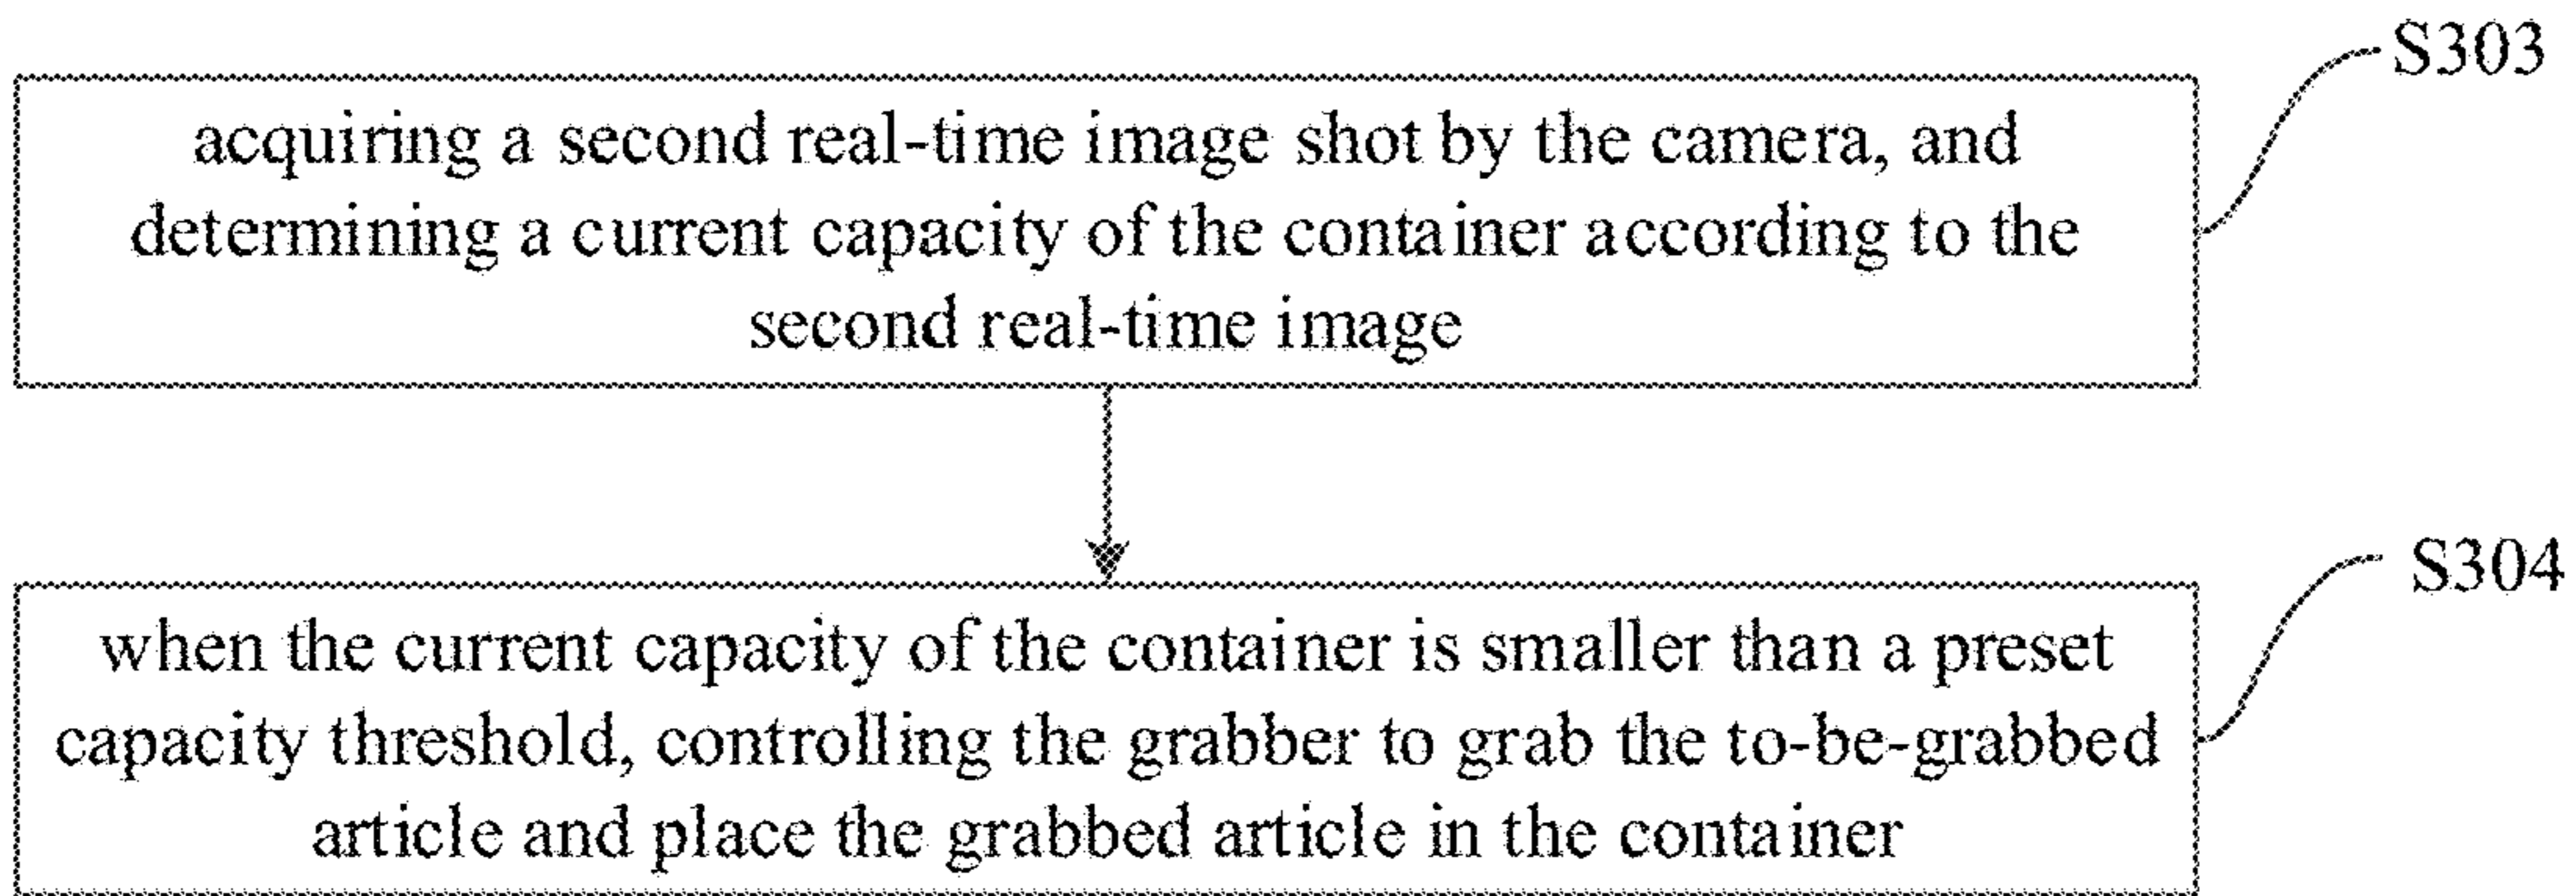 S303
acquiring a second real-time image shot by the camera, and
determining a current capacity of the container according to the
second real-time image
S304
when the current capacity of the container is smaller than a preset
capacity threshold, controlling the grabber to grab the to-be-grabbed
article and place the grabbed article in the container